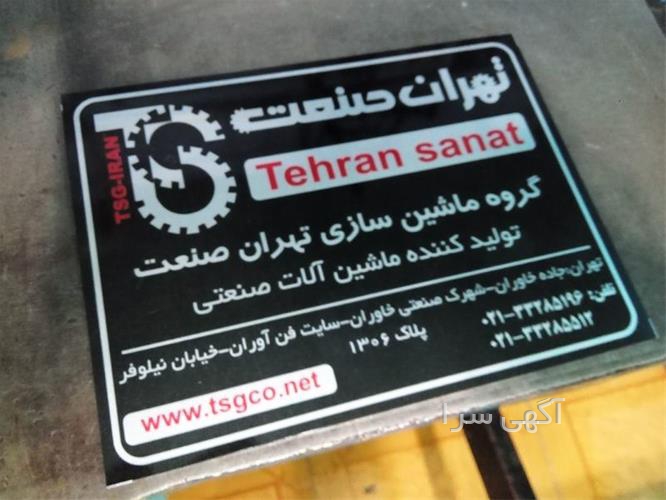 تهران صنعت
TSG-IRAN
Tehran sanat
گروه ماشین سازی تهران صنعت
تولید کننده ماشین آلات صنعتی
تهران:جاده خاوران-شهرک صنعتی خاوران-سایت فن آوران-خیابان نیلوفر
پلاک ۱۳۰۶
تلفن: ۰۲۱-۳۳۲۸۵۱۹۶
۰۲۱-۳۳۲۸۵۵۱۲
www.tsgco.net
آگهی سرا